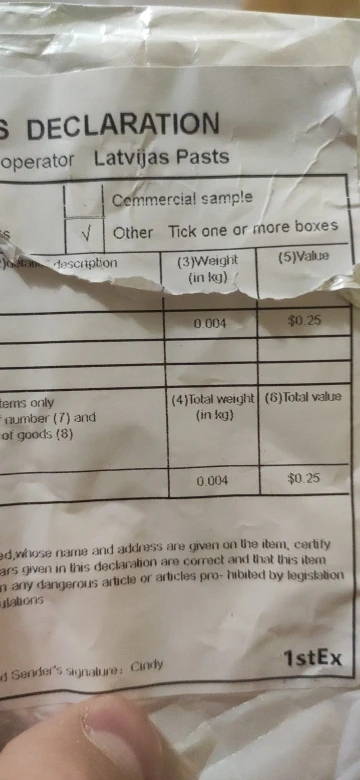 S DECLARATION
operator Latvijas Pasts
Commercial sample
s √ Other Tick one or more boxes
description (3)Weight (in kg) (5)Value
0.004 $0.25
tems only (4)Total weight (6)Total value
number (7) and (in kg)
of goods (8)
0.004 $0.25
ed,whose name and address are given on the item, certify
ars given in this declaration are correct and that this item
n any dangerous article or articles pro- hibited by legislation
ulations
d Sender's signature: Cindy
1stEx